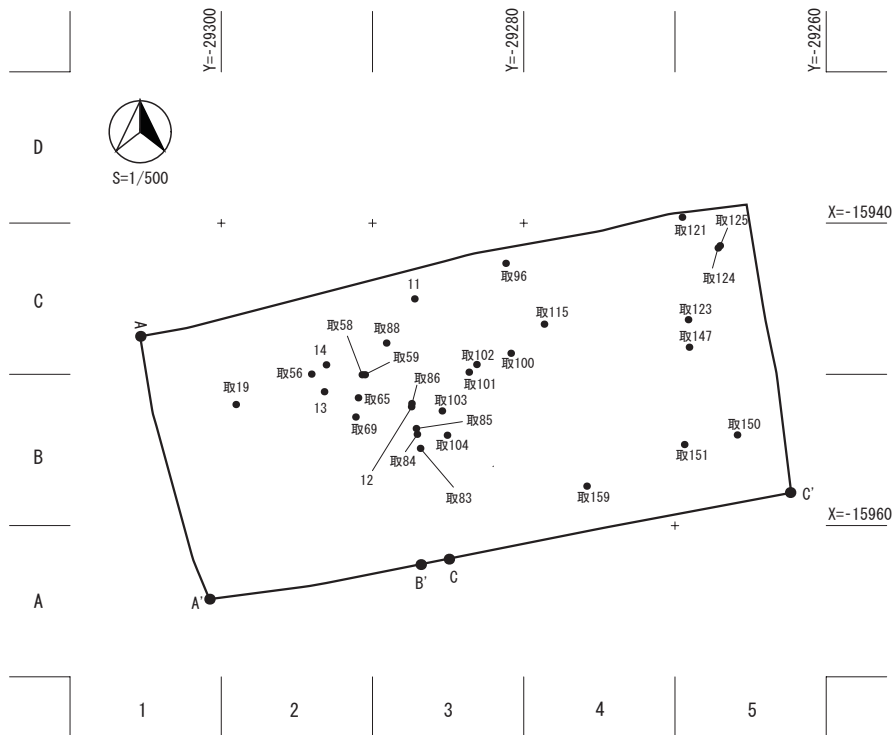 Y=-29300
Y=-29280
Y=-29260
D
S=1/500
X=-15940
取121
取125
取124
取96
C
11
取115
取123
A
取58
取88
取147
14
取59
取102
取100
取56
取86
取101
取19
13
取65
取103
取69
取85
取150
B
取84
取104
取151
12
取83
取159
C'
X=-15960
B'
C
A
A'
1
2
3
4
5